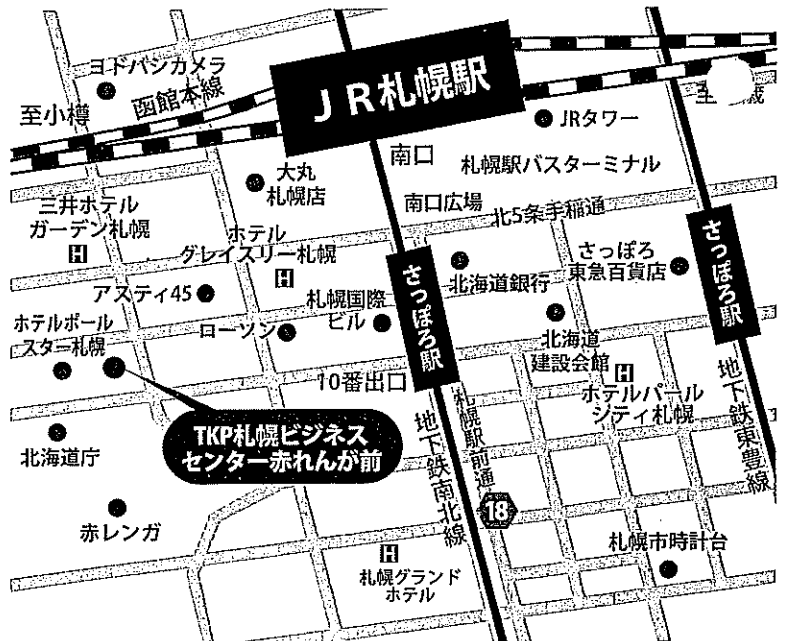 ヨドバシカメラ
函館本線
至小樽
JR札幌駅
JRタワー
至
南口
札幌駅バスターミナル
大丸
札幌店
南口広場
北5条手稲通
三井ホテル
ガーデン札幌
H
ホテル
グレイスリー札幌
H
さっぽろ駅
北海道銀行
さっぽろ
東急百貨店
さっぽろ駅
アスティ45
札幌国際
ビル
ローソン
ホテルポール
スター札幌
北海道
建設会館
H
ホテルパール
シティ札幌
10番出口
地下鉄南北線
札幌駅前通
地下鉄東豊線
TKP札幌ビジネス
センター赤れんが前
北海道庁
18
赤レンガ
H
札幌グランド
ホテル
札幌市時計台